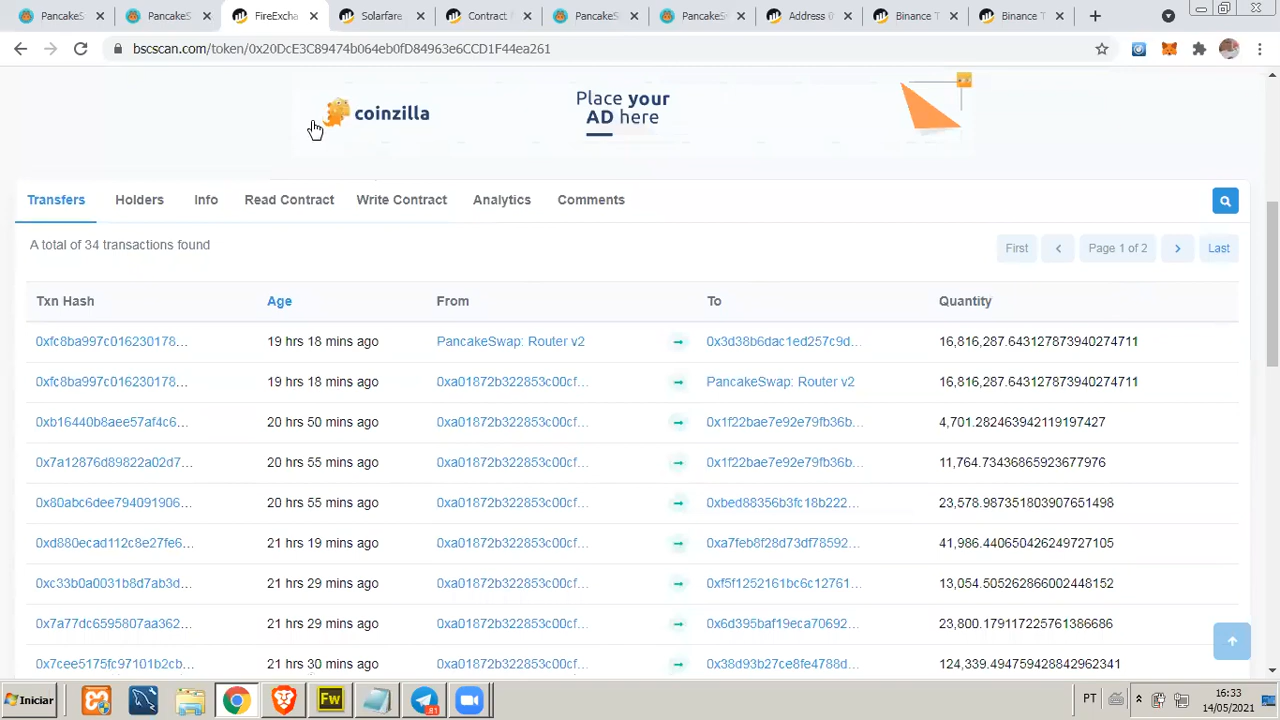 PancakeS
PancakeS
FireExcha
Solarfare
Contract
PancakeS
PancakeS
Address
Binance T
Binance T
bscscan.com/token/0x20DcE3C89474b064eb0fD84963e6CCD1F44ea261
coinzilla
Place your
AD here
Transfers Holders Info Read Contract Write Contract Analytics Comments
A total of 34 transactions found
First Page 1 of 2 Last
Txn Hash Age From To Quantity
0xfc8ba997c016230178... 19 hrs 18 mins ago PancakeSwap: Router v2 0x3d38b6dac1ed257c9d... 16,816,287.643127873940274711
0xfc8ba997c016230178... 19 hrs 18 mins ago 0xa01872b322853c00cf... PancakeSwap: Router v2 16,816,287.643127873940274711
0xb16440b8aee57af4c6... 20 hrs 50 mins ago 0xa01872b322853c00cf... 0x1f22bae7e92e79fb36b... 4,701.282463942119197427
0x7a12876d89822a02d7... 20 hrs 55 mins ago 0xa01872b322853c00cf... 0x1f22bae7e92e79fb36b... 11,764.73436865923677976
0x80abc6dee794091906... 20 hrs 55 mins ago 0xa01872b322853c00cf... 0xbed88356b3fc18b222... 23,578.987351803907651498
0xd880ecad112c8e27fe6... 21 hrs 19 mins ago 0xa01872b322853c00cf... 0xa7feb8f28d73df78592... 41,986.440650426249727105
0xc33b0a0031b8d7ab3d... 21 hrs 29 mins ago 0xa01872b322853c00cf... 0xf5f1252161bc6c12761... 13,054.505262866002448152
0x7a77dc6595807aa362... 21 hrs 29 mins ago 0xa01872b322853c00cf... 0x6d395baf19eca70692... 23,800.179117225761386686
0x7cee5175fc97101b2cb... 21 hrs 30 mins ago 0xa01872b322853c00cf... 0x38d93b27ce8fe4788d... 124,339.494759428842962341
Iniciar
Fw
81
PT
16:33
14/05/2021